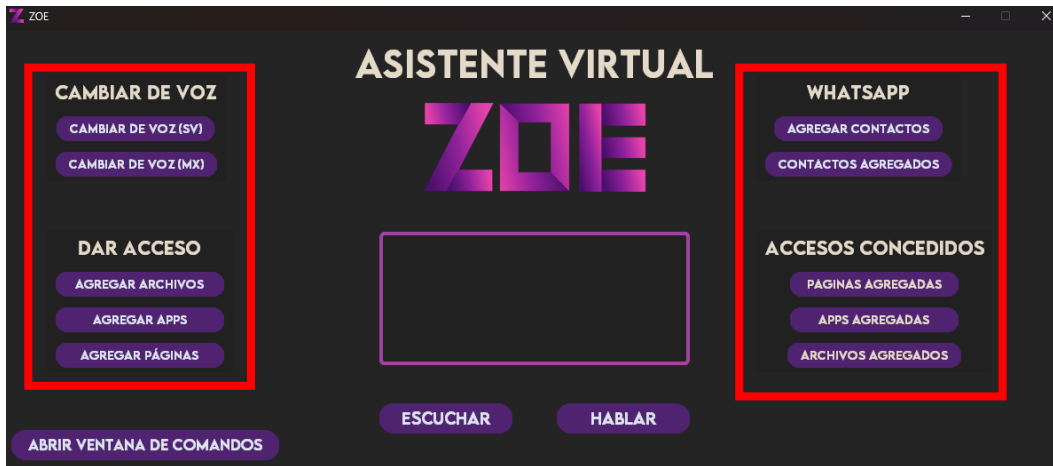 ZOE
ASISTENTE VIRTUAL
ZOE
CAMBIAR DE VOZ
CAMBIAR DE VOZ (SV)
CAMBIAR DE VOZ (MX)
DAR ACCESO
AGREGAR ARCHIVOS
AGREGAR APPS
AGREGAR PÁGINAS
WHATSAPP
AGREGAR CONTACTOS
CONTACTOS AGREGADOS
ACCESOS CONCEDIDOS
PÁGINAS AGREGADAS
APPS AGREGADAS
ARCHIVOS AGREGADOS
ESCUCHAR
HABLAR
ABRIR VENTANA DE COMANDOS